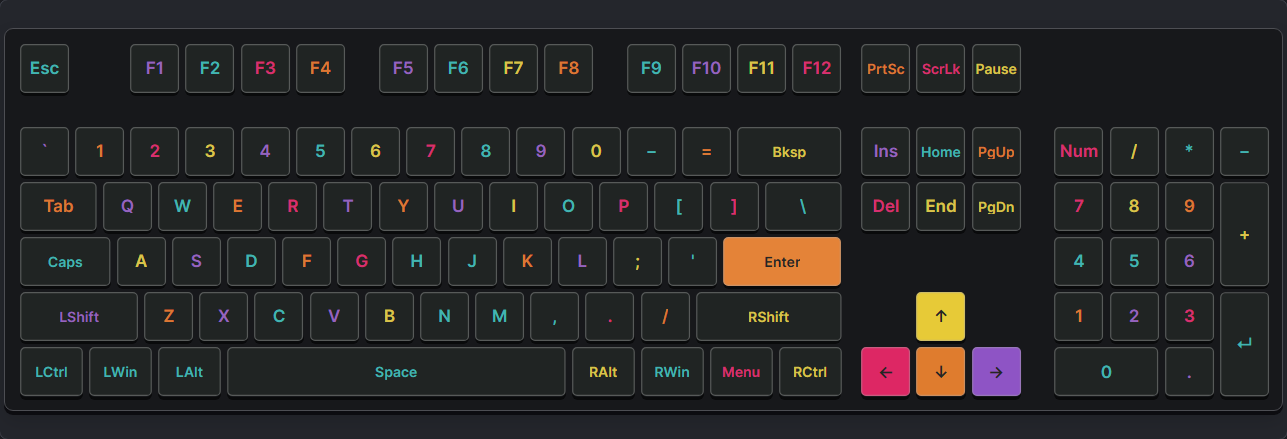 Esc F1 F2 F3 F4 F5 F6 F7 F8 F9 F10 F11 F12 PrtSc ScrLk Pause
` 1 2 3 4 5 6 7 8 9 0 − = Bksp Ins Home PgUp Num / * −
Tab Q W E R T Y U I O P [ ] \ Del End PgDn 7 8 9 +
Caps A S D F G H J K L ; ' Enter 4 5 6
LShift Z X C V B N M , . / RShift ↑ 1 2 3 ↵
LCtrl LWin LAlt Space RAlt RWin Menu RCtrl ← ↓ → 0 .